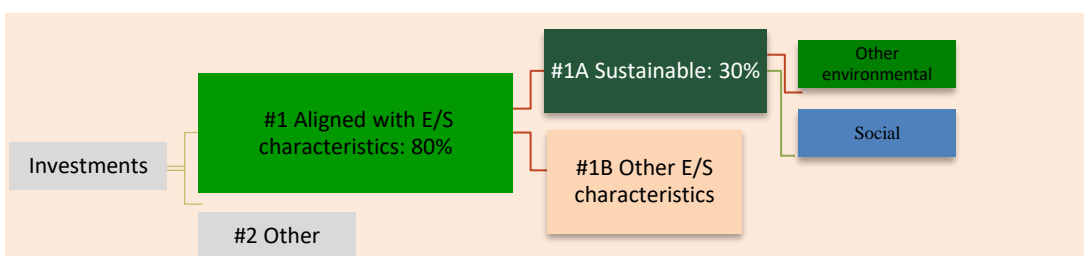 Investments
#1 Aligned with E/S
characteristics: 80%
#2 Other
#1A Sustainable: 30%
#1B Other E/S
characteristics
Other
environmental
Social